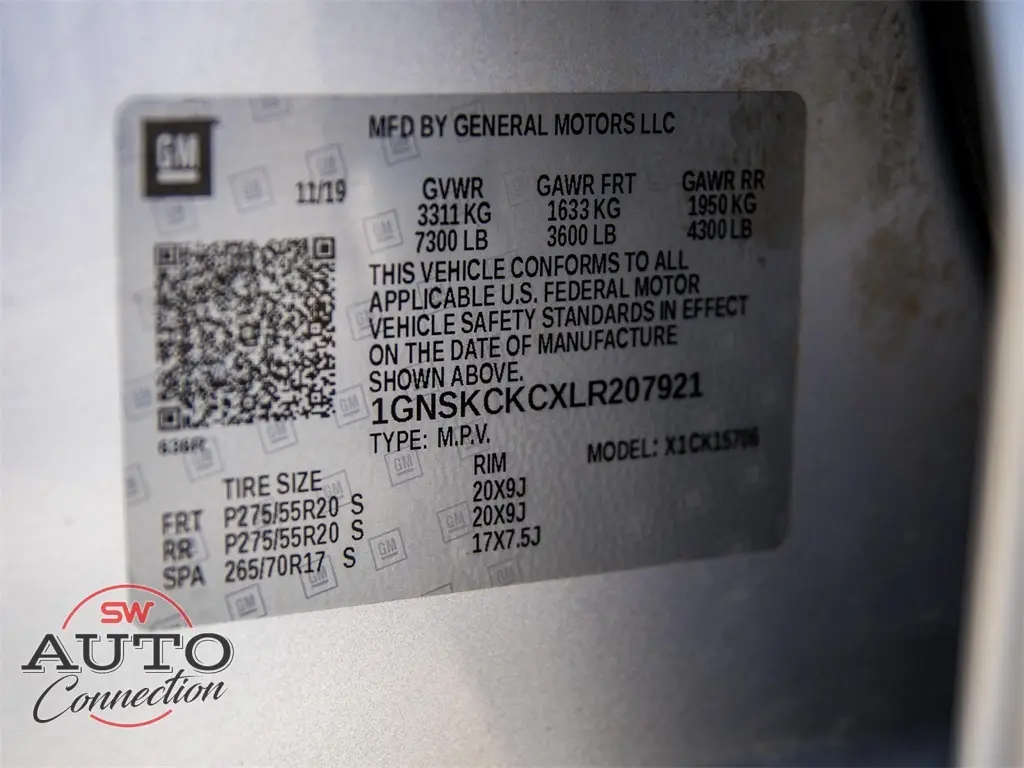 GM
MFD BY GENERAL MOTORS LLC
11/19
GVWR GAWR FRT GAWR RR
3311 KG 1633 KG 1950 KG
7300 LB 3600 LB 4300 LB
THIS VEHICLE CONFORMS TO ALL
APPLICABLE U.S. FEDERAL MOTOR
VEHICLE SAFETY STANDARDS IN EFFECT
ON THE DATE OF MANUFACTURE
SHOWN ABOVE.
1GNSKCKCXLR207921
TYPE: M.P.V. MODEL: X1CK15706
TIRE SIZE RIM
FRT P275/55R20 S 20X9J
RR P275/55R20 S 20X9J
SPA 265/70R17 S 17X7.5J
SW
AUTO
Connection